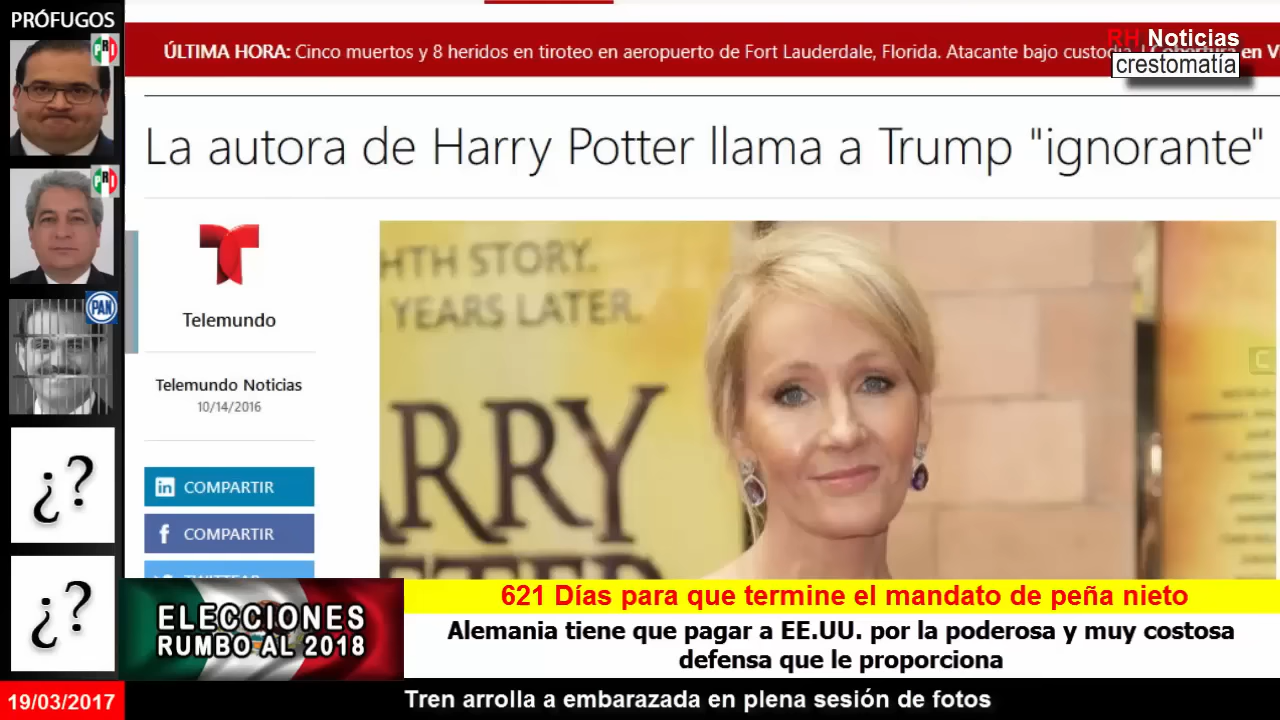 PRÓFUGOS
PRI
PRI
PAN
¿?
¿?
19/03/2017
ÚLTIMA HORA: Cinco muertos y 8 heridos en tiroteo en aeropuerto de Fort Lauderdale, Florida. Atacante bajo custodia
RH Noticias
crestomatía
La autora de Harry Potter llama a Trump "ignorante"
Telemundo
Telemundo Noticias
10/14/2016
in COMPARTIR
f COMPARTIR
HTH STORY.
YEARS LATER.
ARRY
C
ELECCIONES
RUMBO AL 2018
621 Días para que termine el mandato de peña nieto
Alemania tiene que pagar a EE.UU. por la poderosa y muy costosa
defensa que le proporciona
Tren arrolla a embarazada en plena sesión de fotos